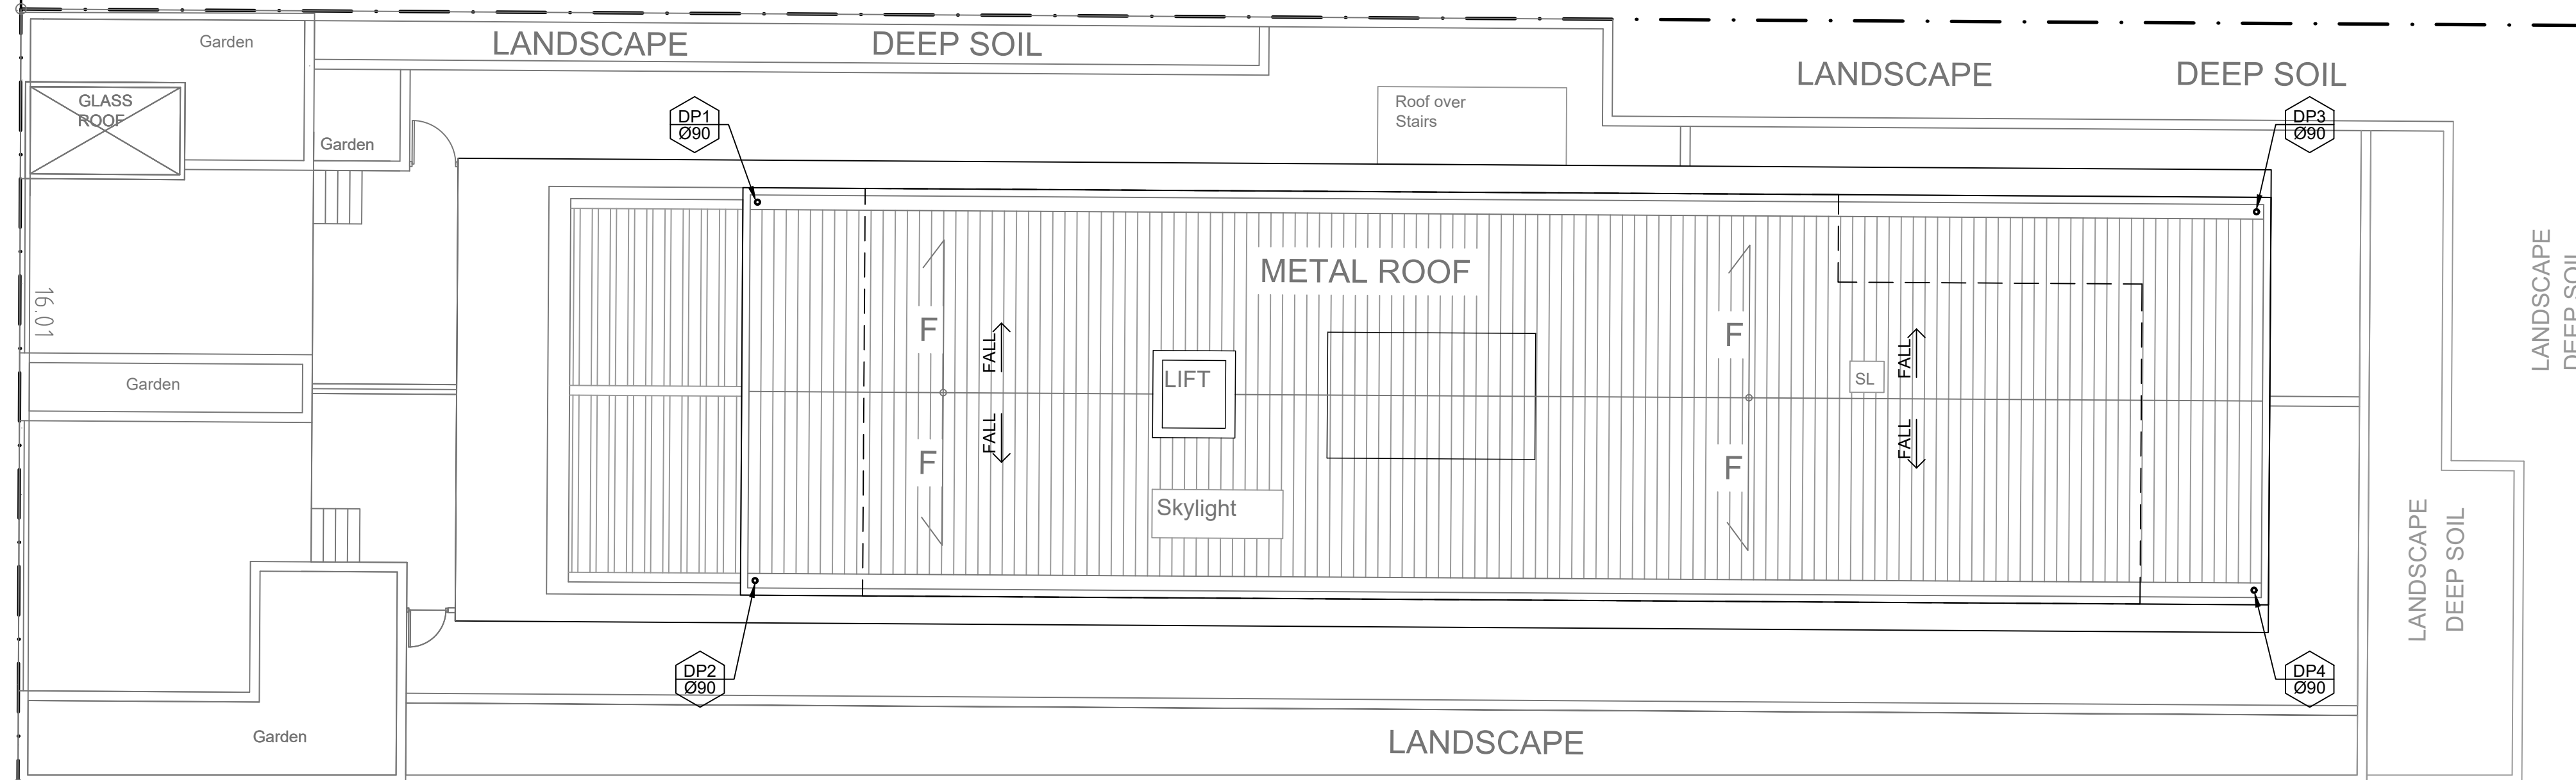 Garden
LANDSCAPE DEEP SOIL
LANDSCAPE DEEP SOIL
GLASS
ROOF
Roof over
Stairs
DP1
Ø90
DP3
Ø90
Garden
METAL ROOF
16.01
F
F
FALL
FALL
LANDSCAPE
DEEP SOIL
Garden
LIFT
SL
F
F
FALL
FALL
Skylight
LANDSCAPE
DEEP SOIL
DP2
Ø90
DP4
Ø90
Garden
LANDSCAPE